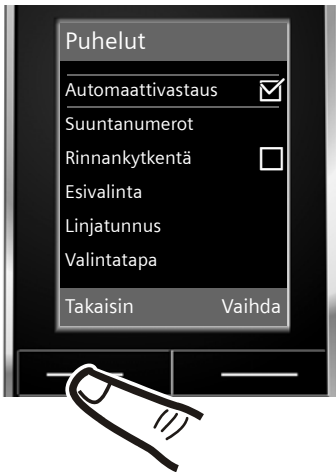 Puhelut
Automaattivastaus
Suuntanumerot
Rinnankytkentä
Esivalinta
Linjatunnus
Valintatapa
Takaisin Vaihda